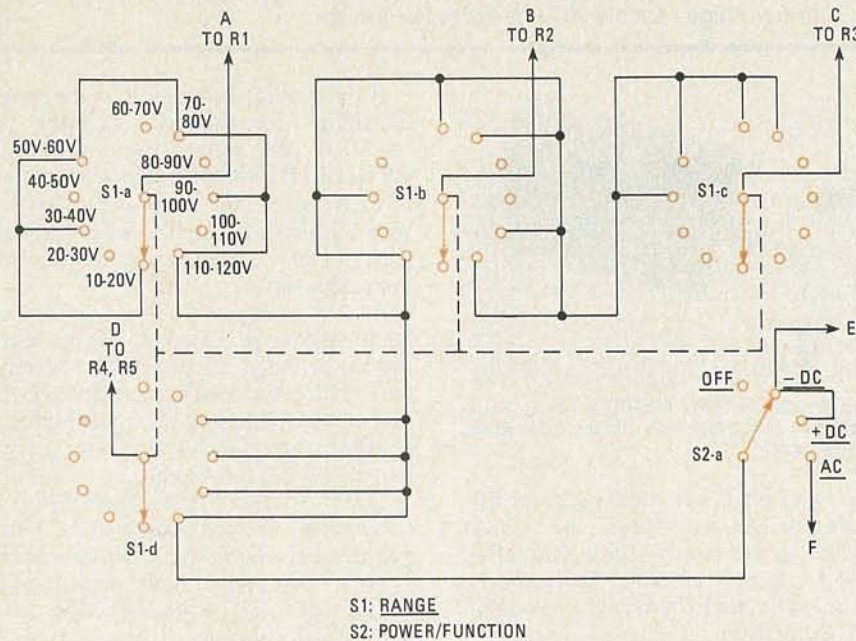 A
TO R1
B
TO R2
C
TO R3
60-70V
70-
80V
50V-60V
80-90V
40-50V
S1-a
90-
100V
S1-b
S1-c
30-40V
100-
110V
20-30V
110-120V
10-20V
D
TO
R4, R5
E
OFF
– DC
+ DC
S2-a
AC
F
S1-d
S1: RANGE
S2: POWER/FUNCTION